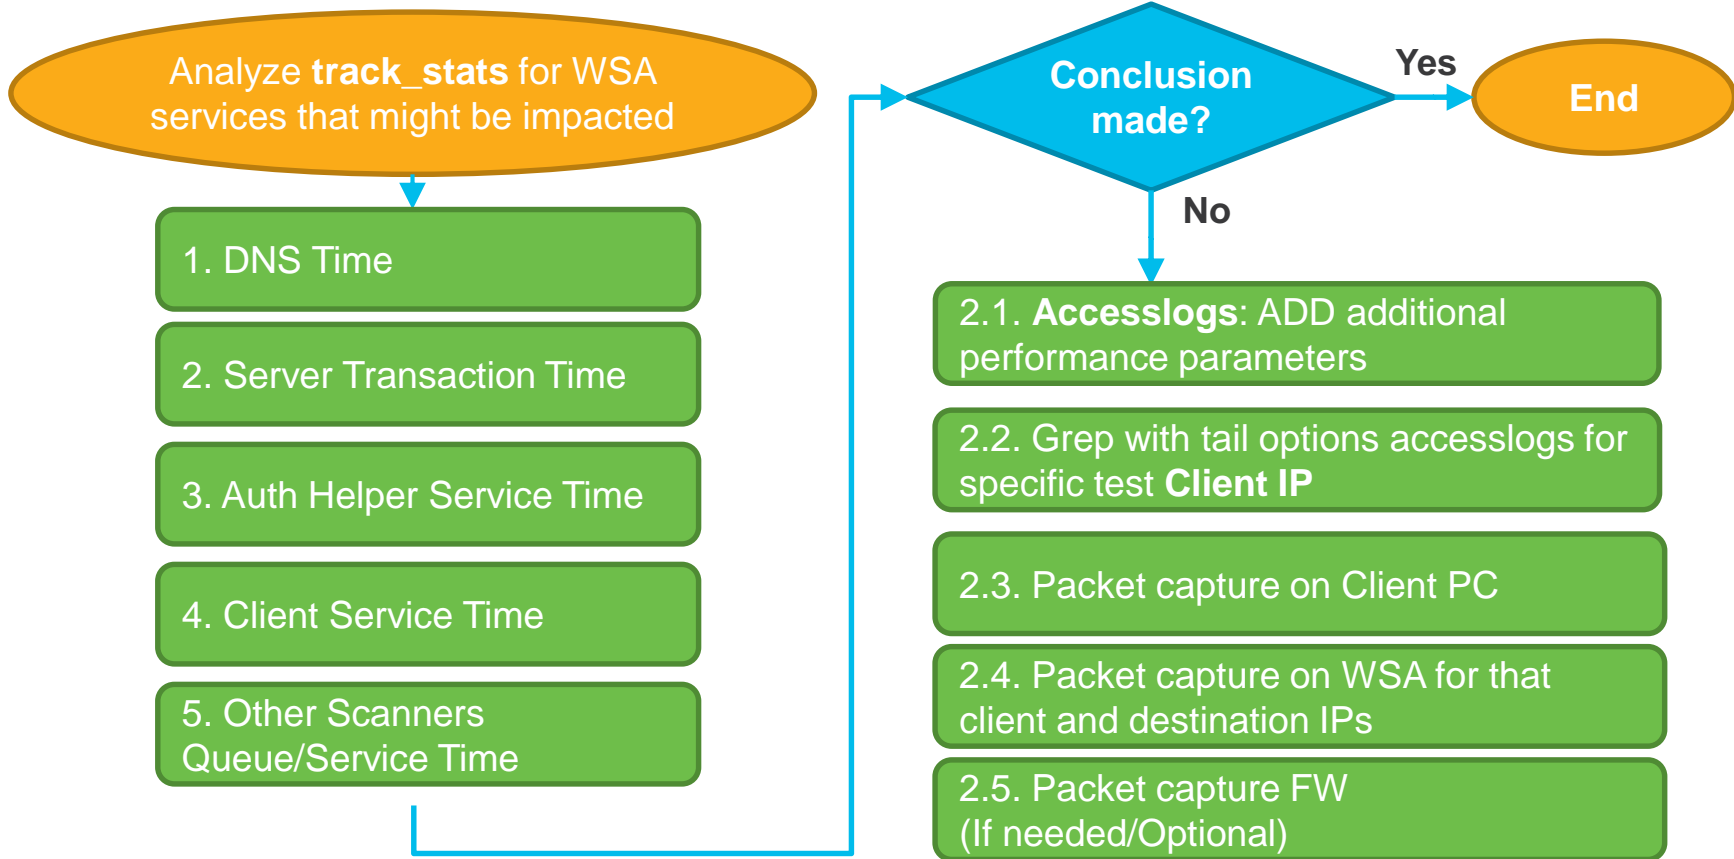 Analyze track_stats for WSA
services that might be impacted
1. DNS Time
2. Server Transaction Time
3. Auth Helper Service Time
4. Client Service Time
5. Other Scanners
Queue/Service Time
Conclusion
made?
Yes
End
No
2.1. Accesslogs: ADD additional
performance parameters
2.2. Grep with tail options accesslogs for
specific test Client IP
2.3. Packet capture on Client PC
2.4. Packet capture on WSA for that
client and destination IPs
2.5. Packet capture FW
(If needed/Optional)